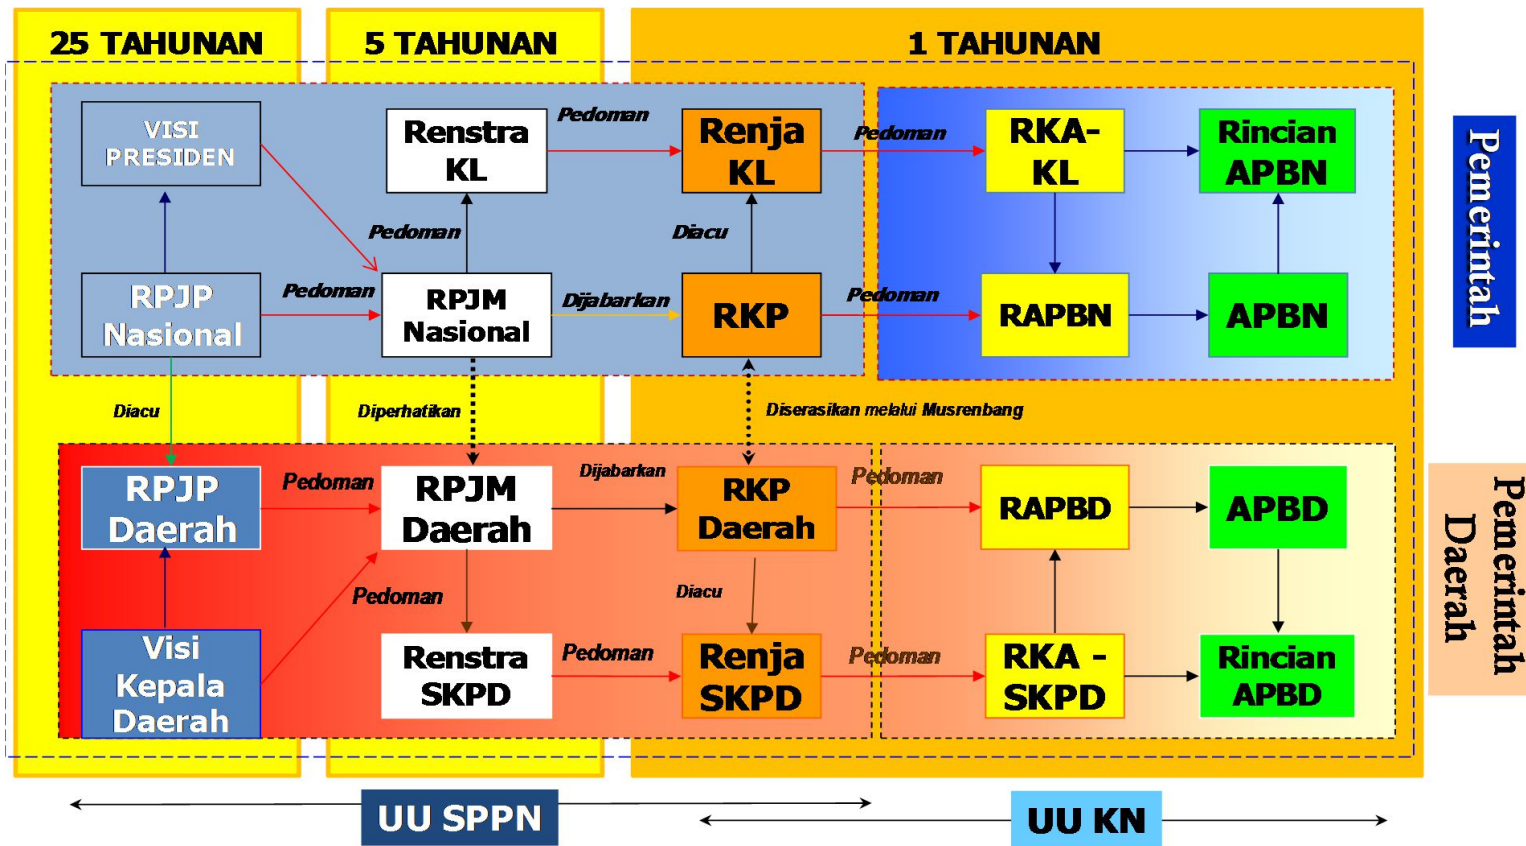 25 TAHUNAN
5 TAHUNAN
1 TAHUNAN
VISI
PRESIDEN
Renstra
KL
Pedoman
Renja
KL
Pedoman
RKA-
KL
Rincian
APBN
Pemerintah
Pedoman
Diacu
RPJP
Nasional
Pedoman
RPJM
Nasional
Dijabarkan
RKP
Pedoman
RAPBN
APBN
Diacu
Diperhatikan
Diserasikan melalui Musrenbang
RPJP
Daerah
Pedoman
RPJM
Daerah
Dijabarkan
RKP
Daerah
Pedoman
RAPBD
APBD
Pemerintah
Daerah
Pedoman
Diacu
Visi
Kepala
Daerah
Renstra
SKPD
Pedoman
Renja
SKPD
Pedoman
RKA -
SKPD
Rincian
APBD
UU SPPN
UU KN